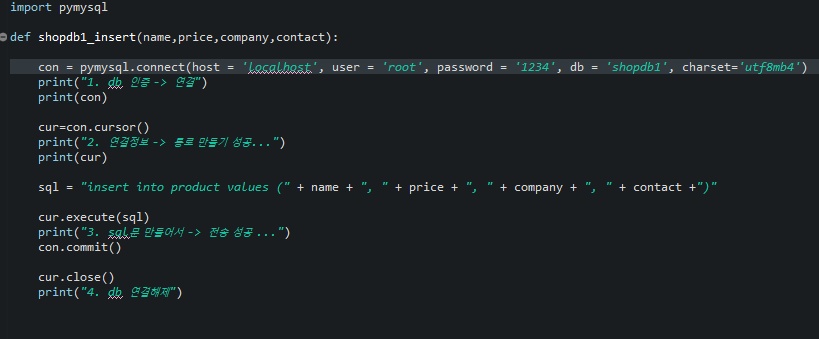 import pymysql
def shopdb1_insert(name,price,company,contact):
con = pymysql.connect(host = 'localhost', user = 'root', password = '1234', db = 'shopdb1', charset='utf8mb4')
print("1. db 인증 -> 연결")
print(con)
cur=con.cursor()
print("2. 연결정보 -> 통로 만들기 성공...")
print(cur)
sql = "insert into product values (" + name + ", " + price + ", " + company + ", " + contact +")"
cur.execute(sql)
print("3. sql문 만들어서 -> 전송 성공 ...")
con.commit()
cur.close()
print("4. db 연결해제")